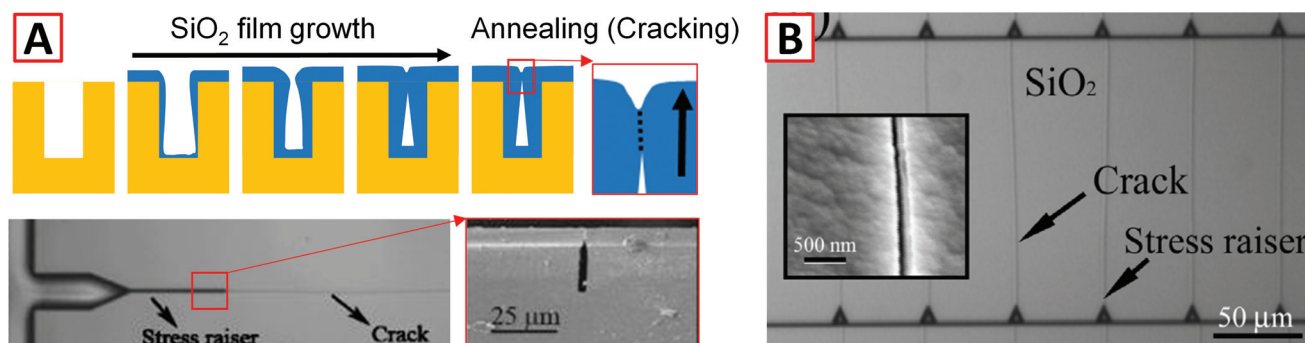 A
SiO₂ film growth
Annealing (Cracking)
Stress raiser
Crack
25 μm
B
SiO₂
Crack
500 nm
Stress raiser
50 μm